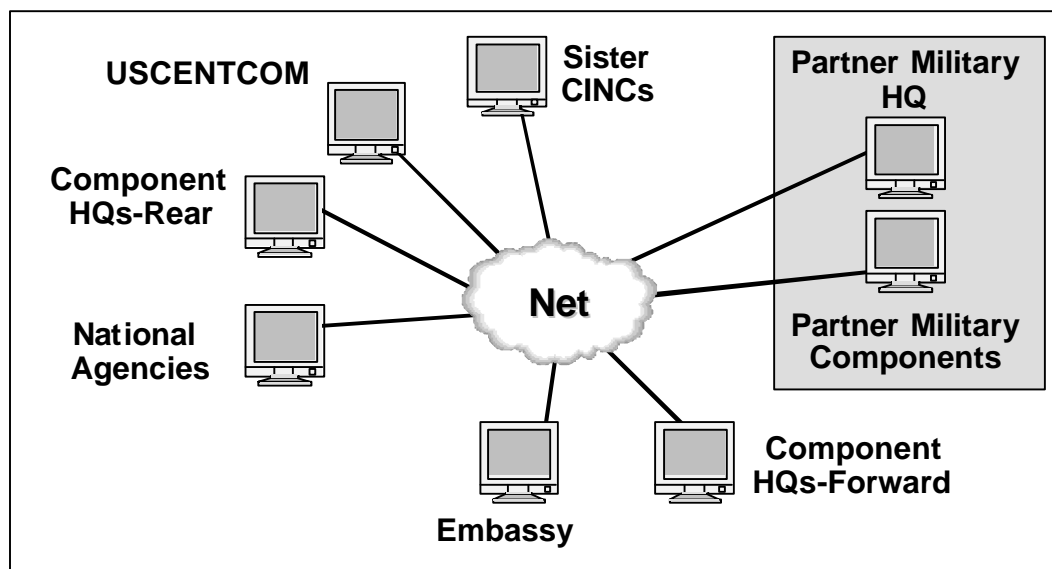 USCENTCOM
Sister
CINCs
Partner Military
HQ
Component
HQs-Rear
Net
National
Agencies
Partner Military
Components
Component
HQs-Forward
Embassy